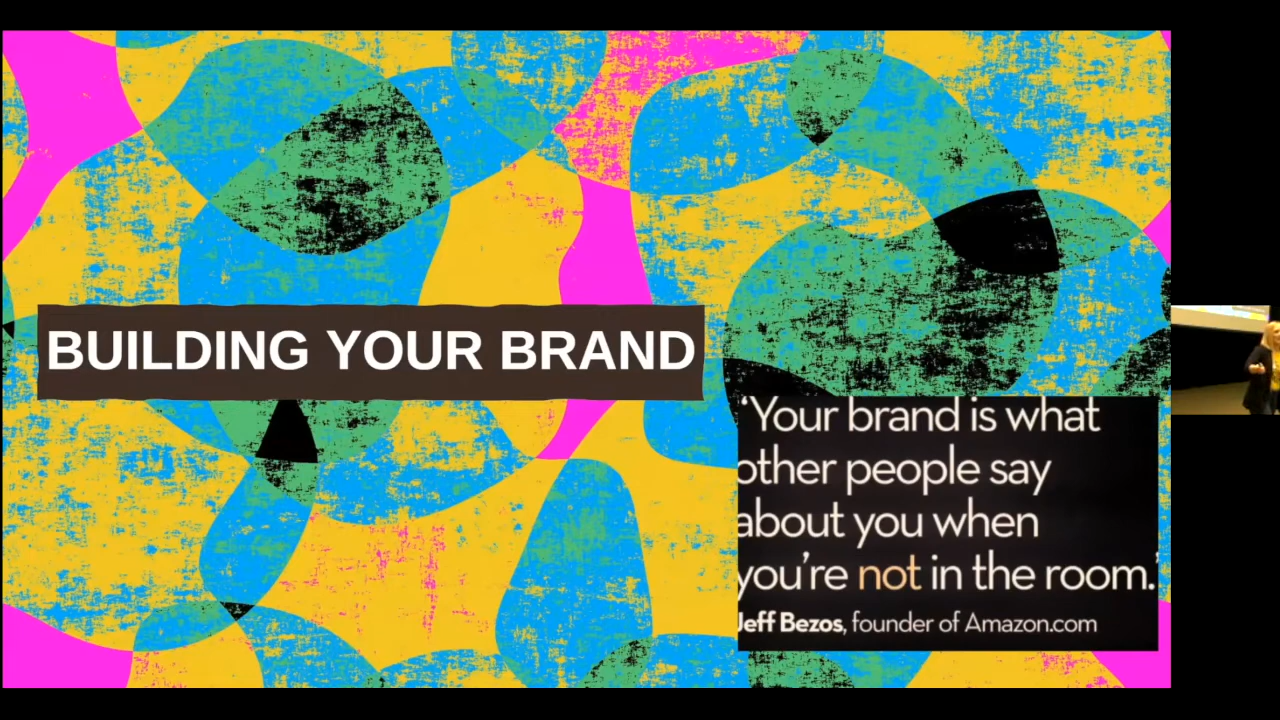 BUILDING YOUR BRAND
'Your brand is what
other people say
about you when
you're not in the room.'
Jeff Bezos, founder of Amazon.com